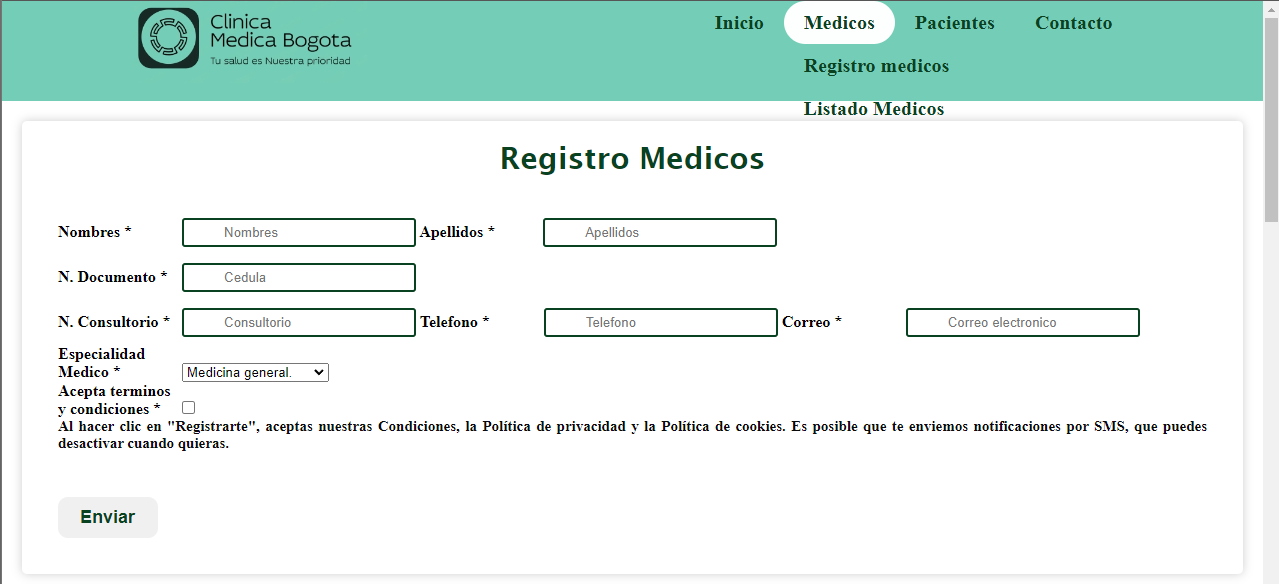 Clinica
Medica Bogota
Tu salud es Nuestra prioridad
Inicio Medicos Pacientes Contacto
Registro medicos
Listado Medicos
Registro Medicos
Nombres * Nombres Apellidos * Apellidos
N. Documento * Cedula
N. Consultorio * Consultorio Telefono * Telefono Correo * Correo electronico
Especialidad
Medico * Medicina general.
Acepta terminos
y condiciones *
Al hacer clic en "Registrarte", aceptas nuestras Condiciones, la Política de privacidad y la Política de cookies. Es posible que te enviemos notificaciones por SMS, que puedes
desactivar cuando quieras.
Enviar